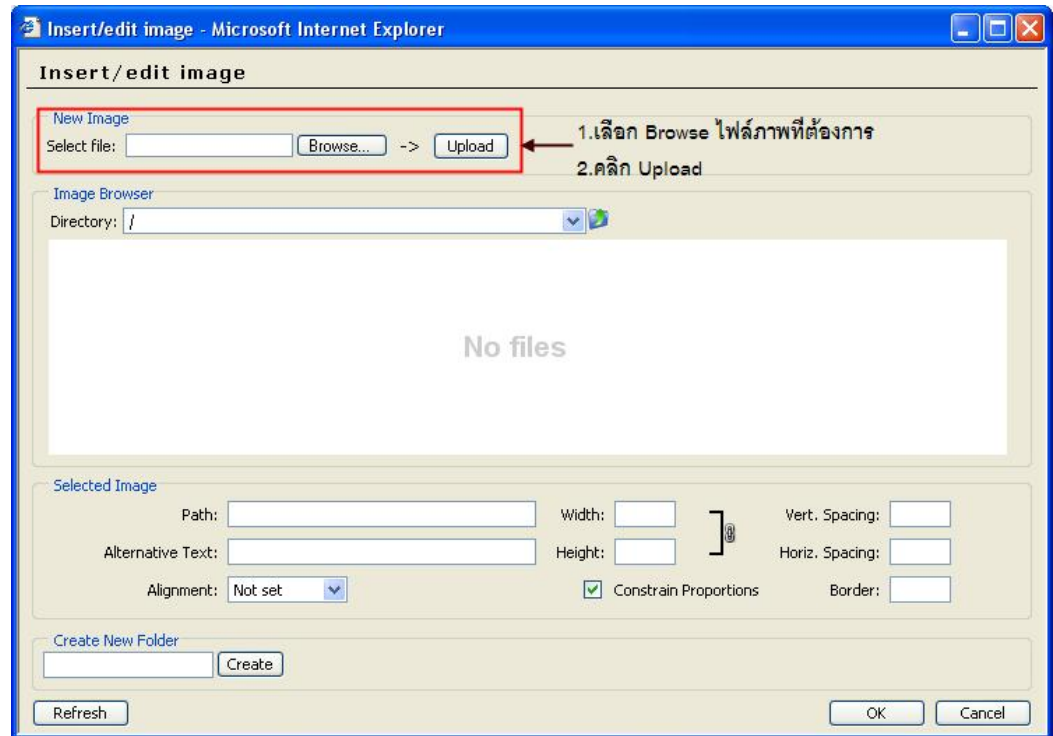 Insert/edit image - Microsoft Internet Explorer
Insert/edit image
New Image
Select file: Browse... -> Upload
1.เลือก Browse ไฟล์ภาพที่ต้องการ
2.คลิก Upload
Image Browser
Directory: /
No files
Selected Image
Path: Width: Vert. Spacing:
Alternative Text: Height: Horiz. Spacing:
Alignment: Not set Constrain Proportions Border:
Create New Folder
Create
Refresh OK Cancel